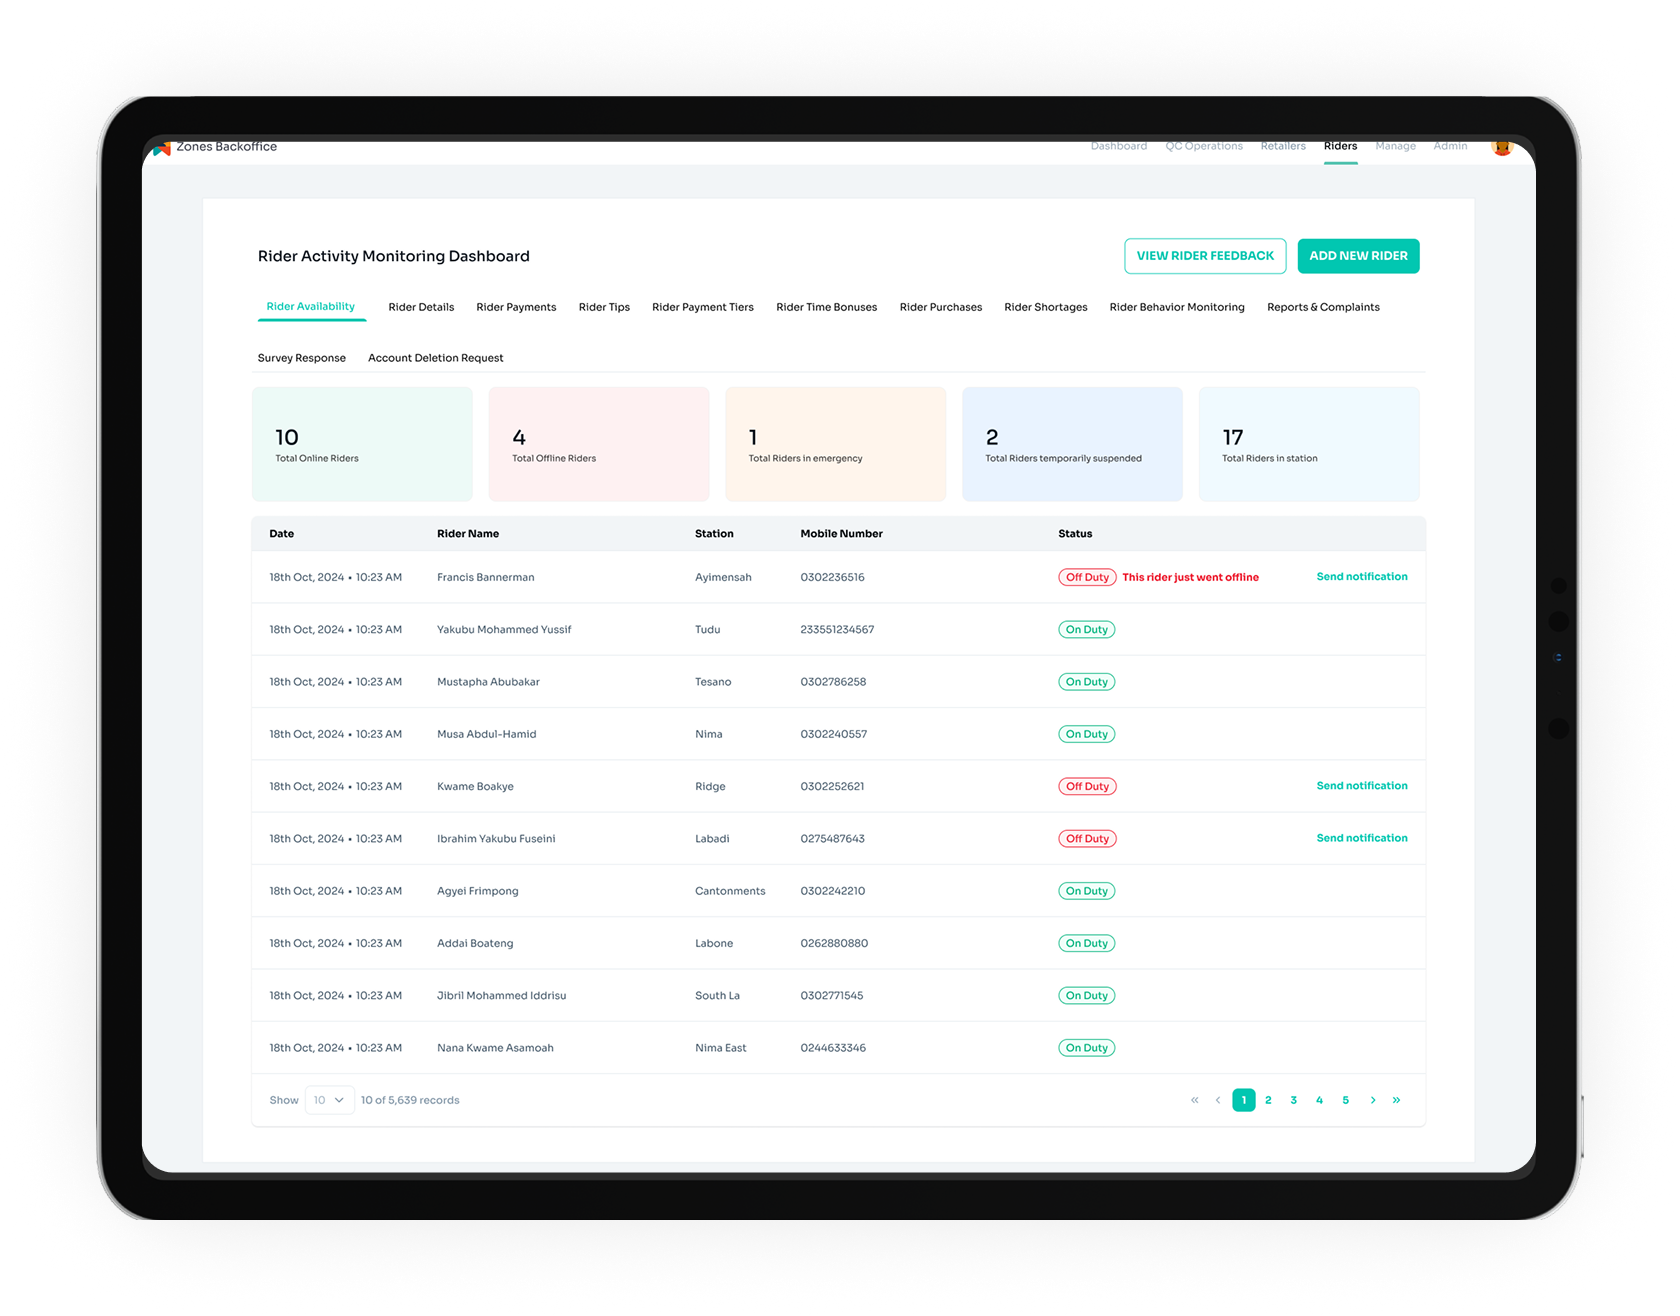 Zones Backoffice
Dashboard QC Operations Retailers Riders Manage Admin
Rider Activity Monitoring Dashboard
VIEW RIDER FEEDBACK ADD NEW RIDER
Rider Availability Rider Details Rider Payments Rider Tips Rider Payment Tiers Rider Time Bonuses Rider Purchases Rider Shortages Rider Behavior Monitoring Reports & Complaints
Survey Response Account Deletion Request
10 4 1 2 17
Total Online Riders Total Offline Riders Total Riders in emergency Total Riders temporarily suspended Total Riders in station
Date Rider Name Station Mobile Number Status
18th Oct, 2024 • 10:23 AM Francis Bannerman Ayimensah 0302236516 Off Duty This rider just went offline Send notification
18th Oct, 2024 • 10:23 AM Yakubu Mohammed Yussif Tudu 233551234567 On Duty
18th Oct, 2024 • 10:23 AM Mustapha Abubakar Tesano 0302786258 On Duty
18th Oct, 2024 • 10:23 AM Musa Abdul-Hamid Nima 0302240557 On Duty
18th Oct, 2024 • 10:23 AM Kwame Boakye Ridge 0302252621 Off Duty Send notification
18th Oct, 2024 • 10:23 AM Ibrahim Yakubu Fuseini Labadi 0275487643 Off Duty Send notification
18th Oct, 2024 • 10:23 AM Agyei Frimpong Cantonments 0302242210 On Duty
18th Oct, 2024 • 10:23 AM Addai Boateng Labone 0262880880 On Duty
18th Oct, 2024 • 10:23 AM Jibril Mohammed Iddrisu South La 0302771545 On Duty
18th Oct, 2024 • 10:23 AM Nana Kwame Asamoah Nima East 0244633346 On Duty
Show 10 10 of 5,639 records « ‹ 1 2 3 4 5 › »